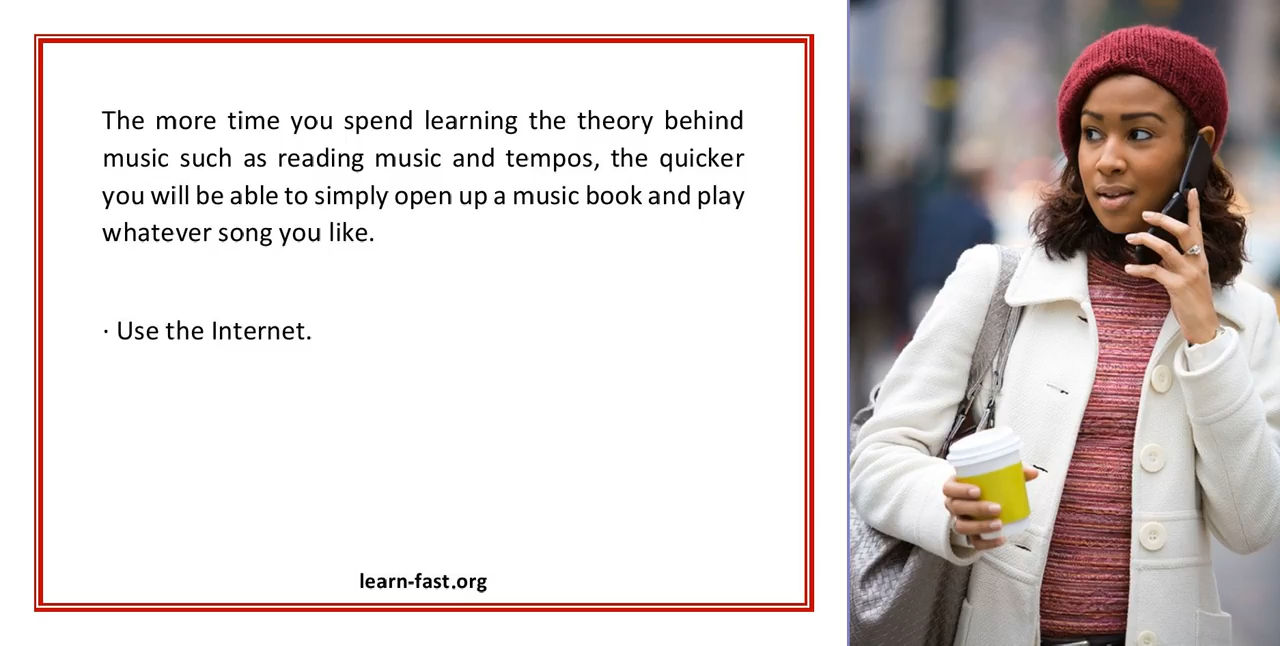 The more time you spend learning the theory behind
music such as reading music and tempos, the quicker
you will be able to simply open up a music book and play
whatever song you like.
· Use the Internet.
learn-fast.org